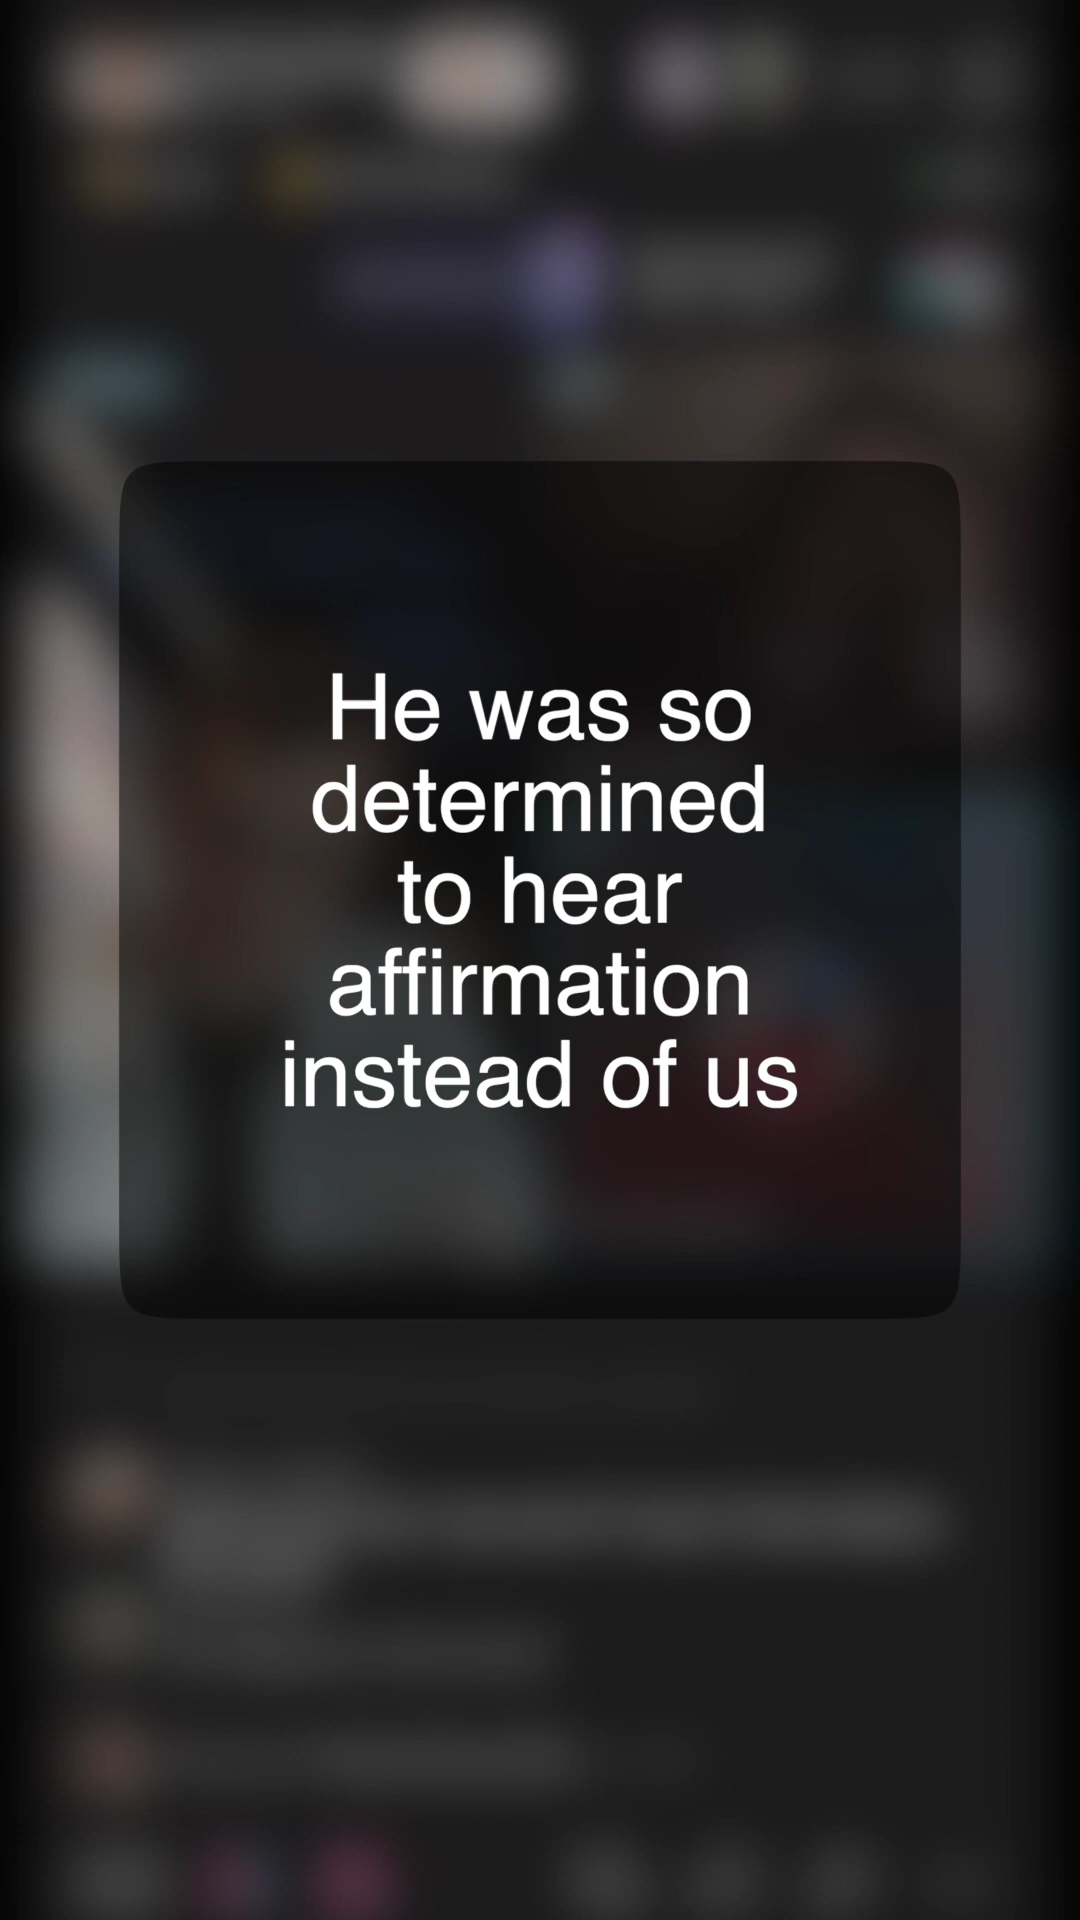 He was so
determined
to hear
affirmation
instead of us